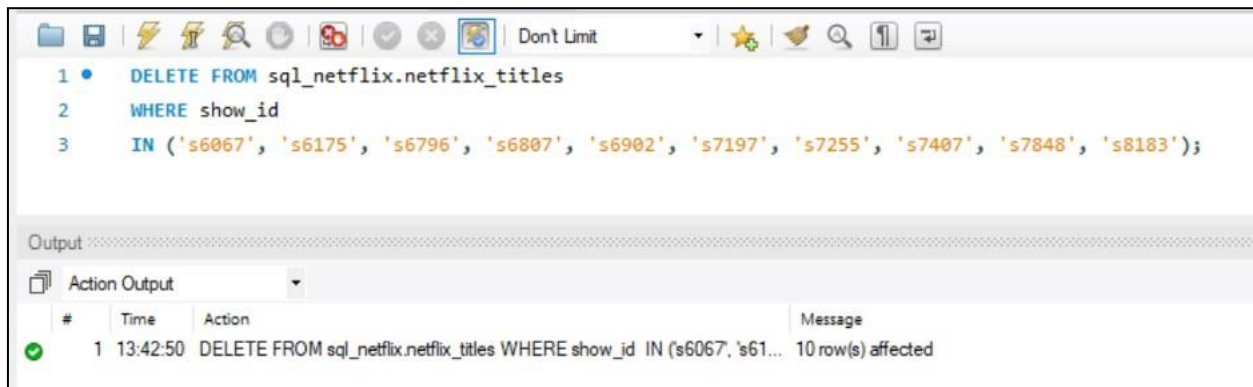 Don't Limit
1 DELETE FROM sql_netflix.netflix_titles
2 WHERE show_id
3 IN ('s6067', 's6175', 's6796', 's6807', 's6902', 's7197', 's7255', 's7407', 's7848', 's8183');
Output
Action Output
# Time Action Message
1 13:42:50 DELETE FROM sql_netflix.netflix_titles WHERE show_id IN ('s6067', 's61... 10 row(s) affected